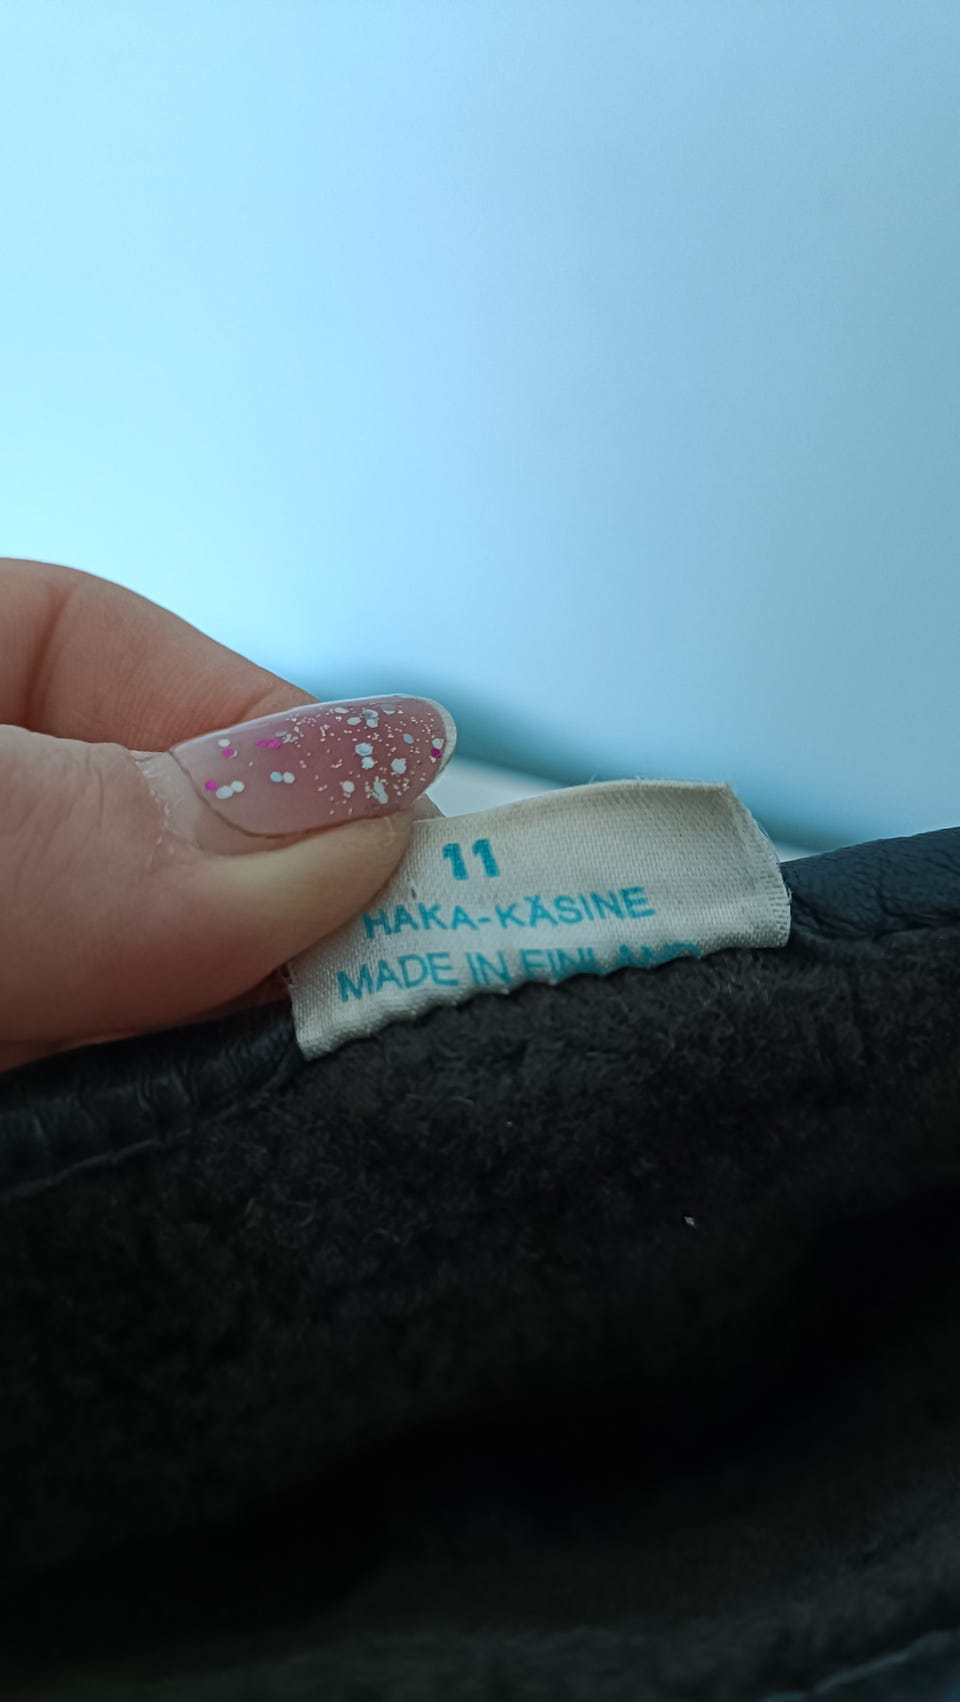 11
HAKA-KÄSINE
MADE IN FINLAND